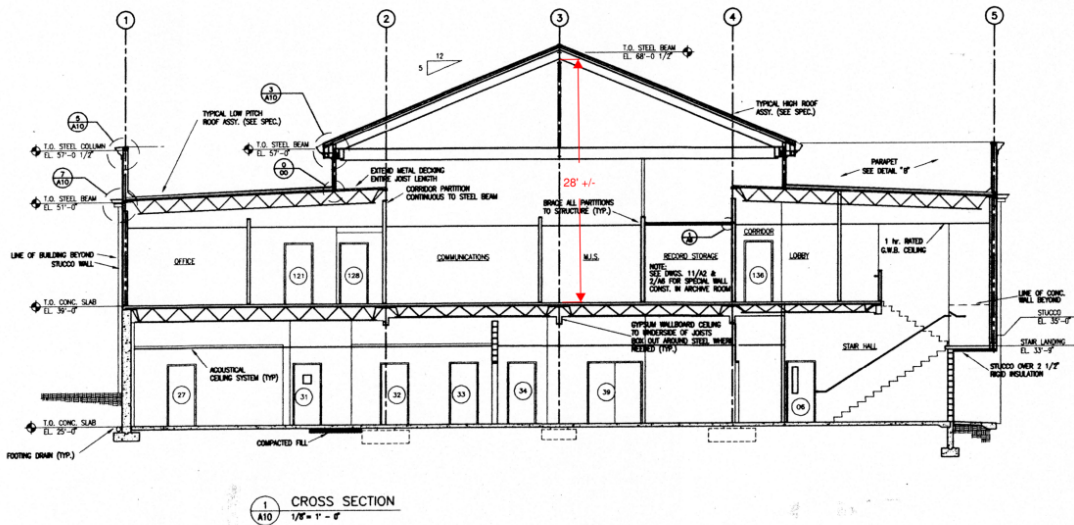 1
2
3
4
5
12
5
T.O. STEEL BEAM
EL. 68'-0 1/2"
3
A10
TYPICAL LOW PITCH
ROOF ASSY. (SEE SPEC.)
TYPICAL HIGH ROOF
ASSY. (SEE SPEC.)
5
A10
T.O. STEEL COLUMN
EL. 57'-0 1/2"
T.O. STEEL BEAM
EL. 57'-0"
PARAPET
SEE DETAIL "B"
7
A10
EXTEND METAL DECKING
ENTIRE JOIST LENGTH
T.O. STEEL BEAM
EL. 51'-0"
CORRIDOR PARTITION
CONTINUOUS TO STEEL BEAM
28' +/-
BRACE ALL PARTITIONS
TO STRUCTURE (TYP.)
LINE OF BUILDING BEYOND
STUCCO WALL
OFFICE
121
128
COMMUNICATIONS
M.I.S.
RECORD STORAGE
NOTE:
SEE DWGS. 11/A2 &
2/A6 FOR SPECIAL WALL
CONST. IN ARCHIVE ROOM
CORRIDOR
136
LOBBY
1 hr. RATED
G.W.B. CEILING
T.O. CONC. SLAB
EL. 39'-0"
LINE OF CONC.
WALL BEYOND
STUCCO
EL. 35'-0"
GYPSUM WALLBOARD CEILING
TO UNDERSIDE OF JOISTS
BOX OUT AROUND STEEL WHERE
NEEDED (TYP.)
STAIR HALL
STAIR LANDING
EL. 33'-9"
ACOUSTICAL
CEILING SYSTEM (TYP)
STUCCO OVER 2 1/2"
RIGID INSULATION
27
31
32
33
34
39
06
T.O. CONC. SLAB
EL. 25'-0"
COMPACTED FILL
FOOTING DRAIN (TYP.)
1
A10
CROSS SECTION
1/8"= 1' - 0"